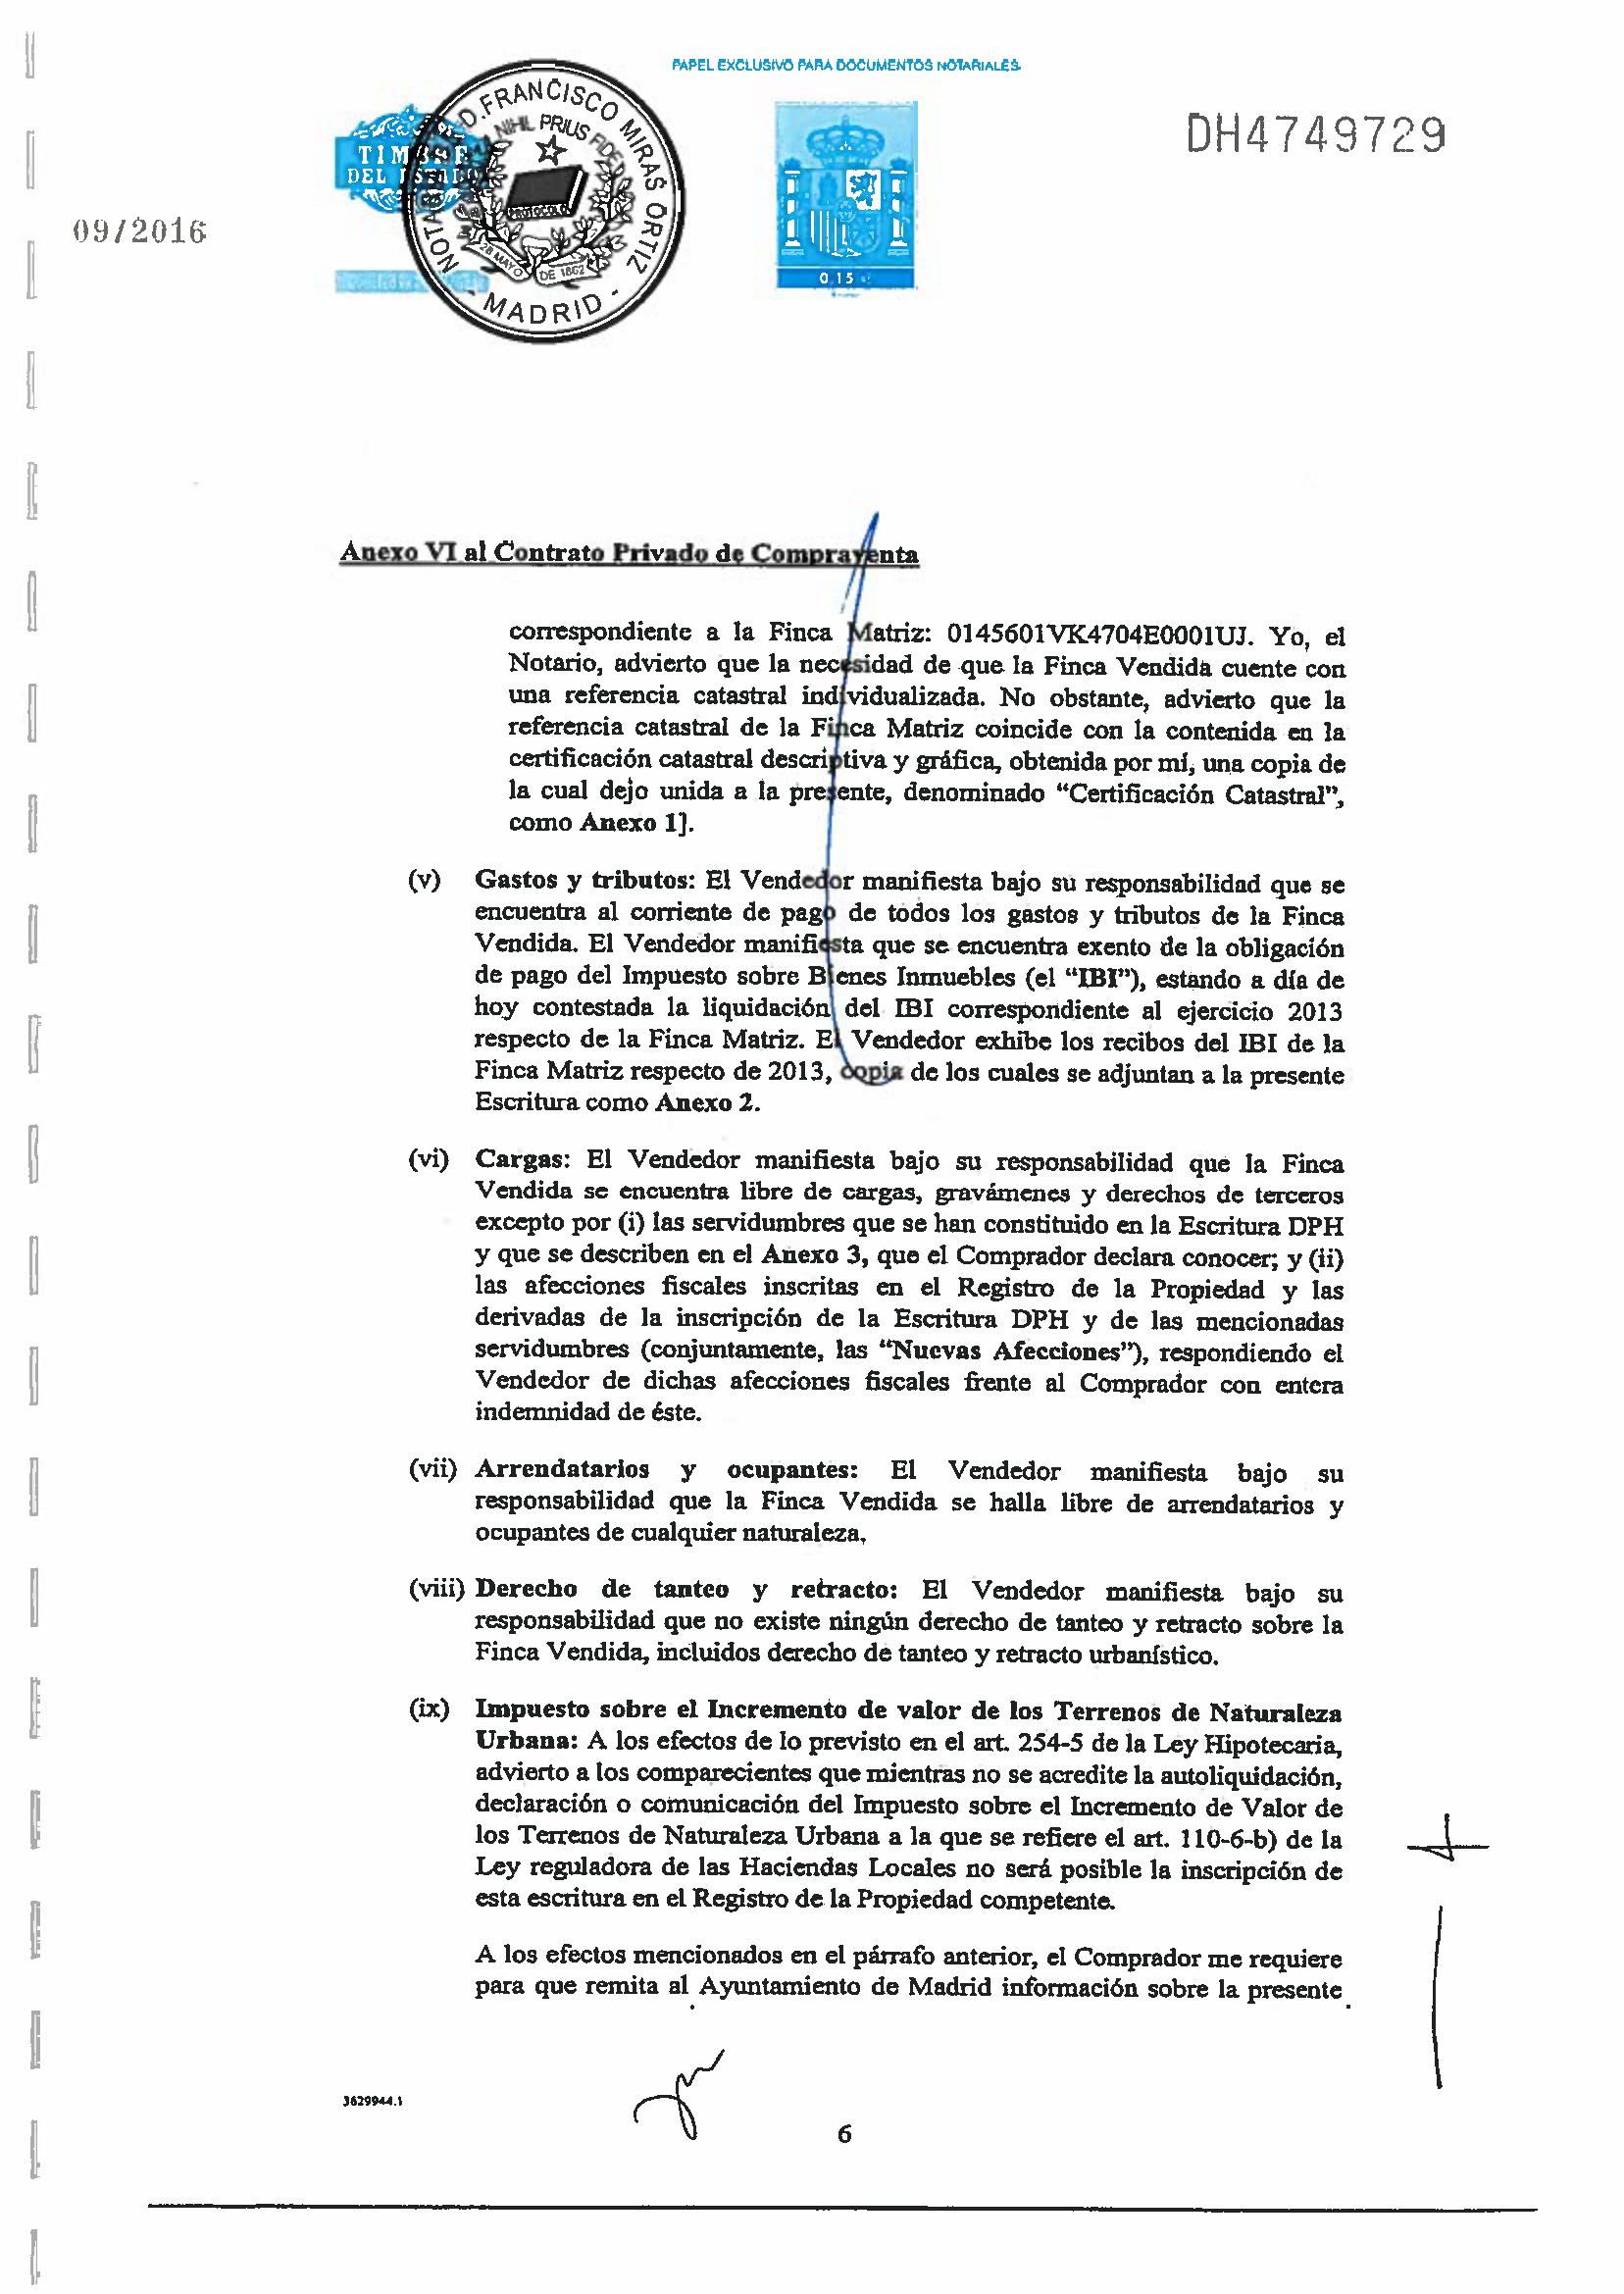 PAPEL EXCLUSIVO PARA DOCUMENTOS NOTARIALES
TIMBRE
DEL ESTADO
D. FRANCISCO MIRAS ORTIZ
NIHIL PRIUS FIDE
PROTOCOLO
28 MAYO DE 1862
- MADRID -
0,15 €
DH4749729
09/2016
Anexo VI al Contrato Privado de Compraventa
correspondiente a la Finca Matriz: 0145601VK4704E0001UJ. Yo, el
Notario, advierto que la necesidad de que la Finca Vendida cuente con
una referencia catastral individualizada. No obstante, advierto que la
referencia catastral de la Finca Matriz coincide con la contenida en la
certificación catastral descriptiva y gráfica, obtenida por mí, una copia de
la cual dejo unida a la presente, denominado “Certificación Catastral”,
como Anexo 1].
(v) Gastos y tributos: El Vendedor manifiesta bajo su responsabilidad que se
encuentra al corriente de pago de todos los gastos y tributos de la Finca
Vendida. El Vendedor manifiesta que se encuentra exento de la obligación
de pago del Impuesto sobre Bienes Inmuebles (el “IBI”), estando a día de
hoy contestada la liquidación del IBI correspondiente al ejercicio 2013
respecto de la Finca Matriz. El Vendedor exhibe los recibos del IBI de la
Finca Matriz respecto de 2013, copia de los cuales se adjuntan a la presente
Escritura como Anexo 2.
(vi) Cargas: El Vendedor manifiesta bajo su responsabilidad que la Finca
Vendida se encuentra libre de cargas, gravámenes y derechos de terceros
excepto por (i) las servidumbres que se han constituido en la Escritura DPH
y que se describen en el Anexo 3, que el Comprador declara conocer; y (ii)
las afecciones fiscales inscritas en el Registro de la Propiedad y las
derivadas de la inscripción de la Escritura DPH y de las mencionadas
servidumbres (conjuntamente, las “Nuevas Afecciones”), respondiendo el
Vendedor de dichas afecciones fiscales frente al Comprador con entera
indemnidad de éste.
(vii) Arrendatarios y ocupantes: El Vendedor manifiesta bajo su
responsabilidad que la Finca Vendida se halla libre de arrendatarios y
ocupantes de cualquier naturaleza.
(viii) Derecho de tanteo y retracto: El Vendedor manifiesta bajo su
responsabilidad que no existe ningún derecho de tanteo y retracto sobre la
Finca Vendida, incluidos derecho de tanteo y retracto urbanístico.
(ix) Impuesto sobre el Incremento de valor de los Terrenos de Naturaleza
Urbana: A los efectos de lo previsto en el art. 254-5 de la Ley Hipotecaria,
advierto a los comparecientes que mientras no se acredite la autoliquidación,
declaración o comunicación del Impuesto sobre el Incremento de Valor de
los Terrenos de Naturaleza Urbana a la que se refiere el art. 110-6-b) de la
Ley reguladora de las Haciendas Locales no será posible la inscripción de
esta escritura en el Registro de la Propiedad competente.
A los efectos mencionados en el párrafo anterior, el Comprador me requiere
para que remita al Ayuntamiento de Madrid información sobre la presente
3629944.1
6